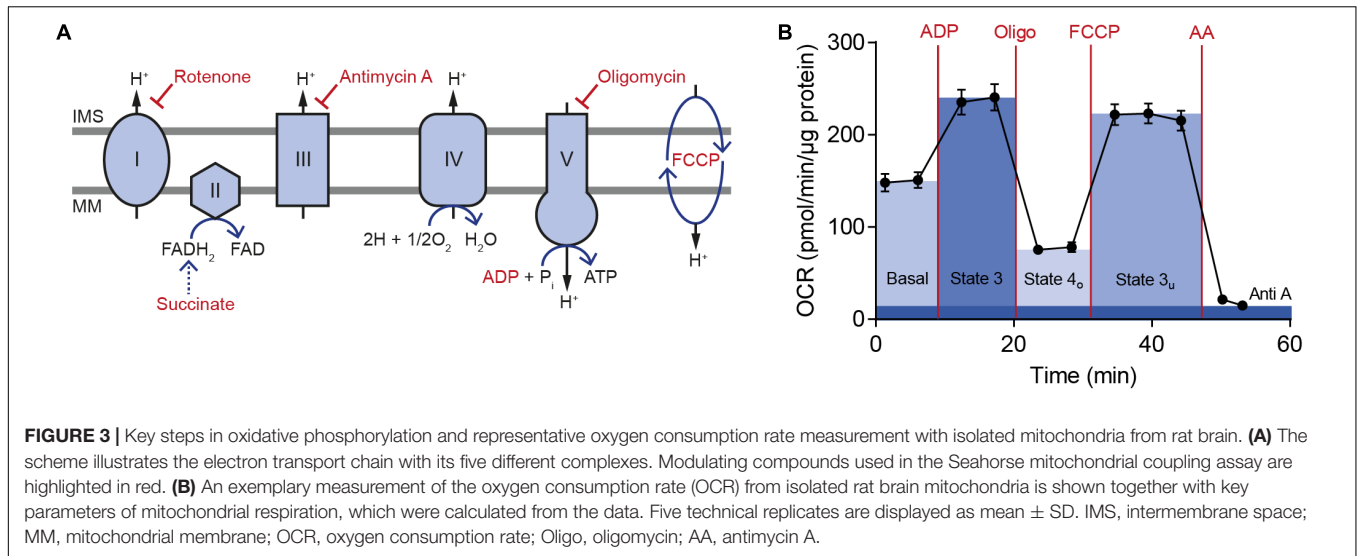 A
H⁺ Rotenone
H⁺ Antimycin A
H⁺
Oligomycin
IMS
MM
I
II
III
IV
V
FCCP
FADH₂ FAD
Succinate
2H + 1/2O₂ H₂O
ADP + Pᵢ ATP
H⁺
H⁺
B
ADP Oligo FCCP AA
OCR (pmol/min/µg protein)
300
200
100
0
Basal State 3 State 4ₒ State 3ᵤ Anti A
0 20 40 60
Time (min)
FIGURE 3 | Key steps in oxidative phosphorylation and representative oxygen consumption rate measurement with isolated mitochondria from rat brain. (A) The
scheme illustrates the electron transport chain with its five different complexes. Modulating compounds used in the Seahorse mitochondrial coupling assay are
highlighted in red. (B) An exemplary measurement of the oxygen consumption rate (OCR) from isolated rat brain mitochondria is shown together with key
parameters of mitochondrial respiration, which were calculated from the data. Five technical replicates are displayed as mean ± SD. IMS, intermembrane space;
MM, mitochondrial membrane; OCR, oxygen consumption rate; Oligo, oligomycin; AA, antimycin A.